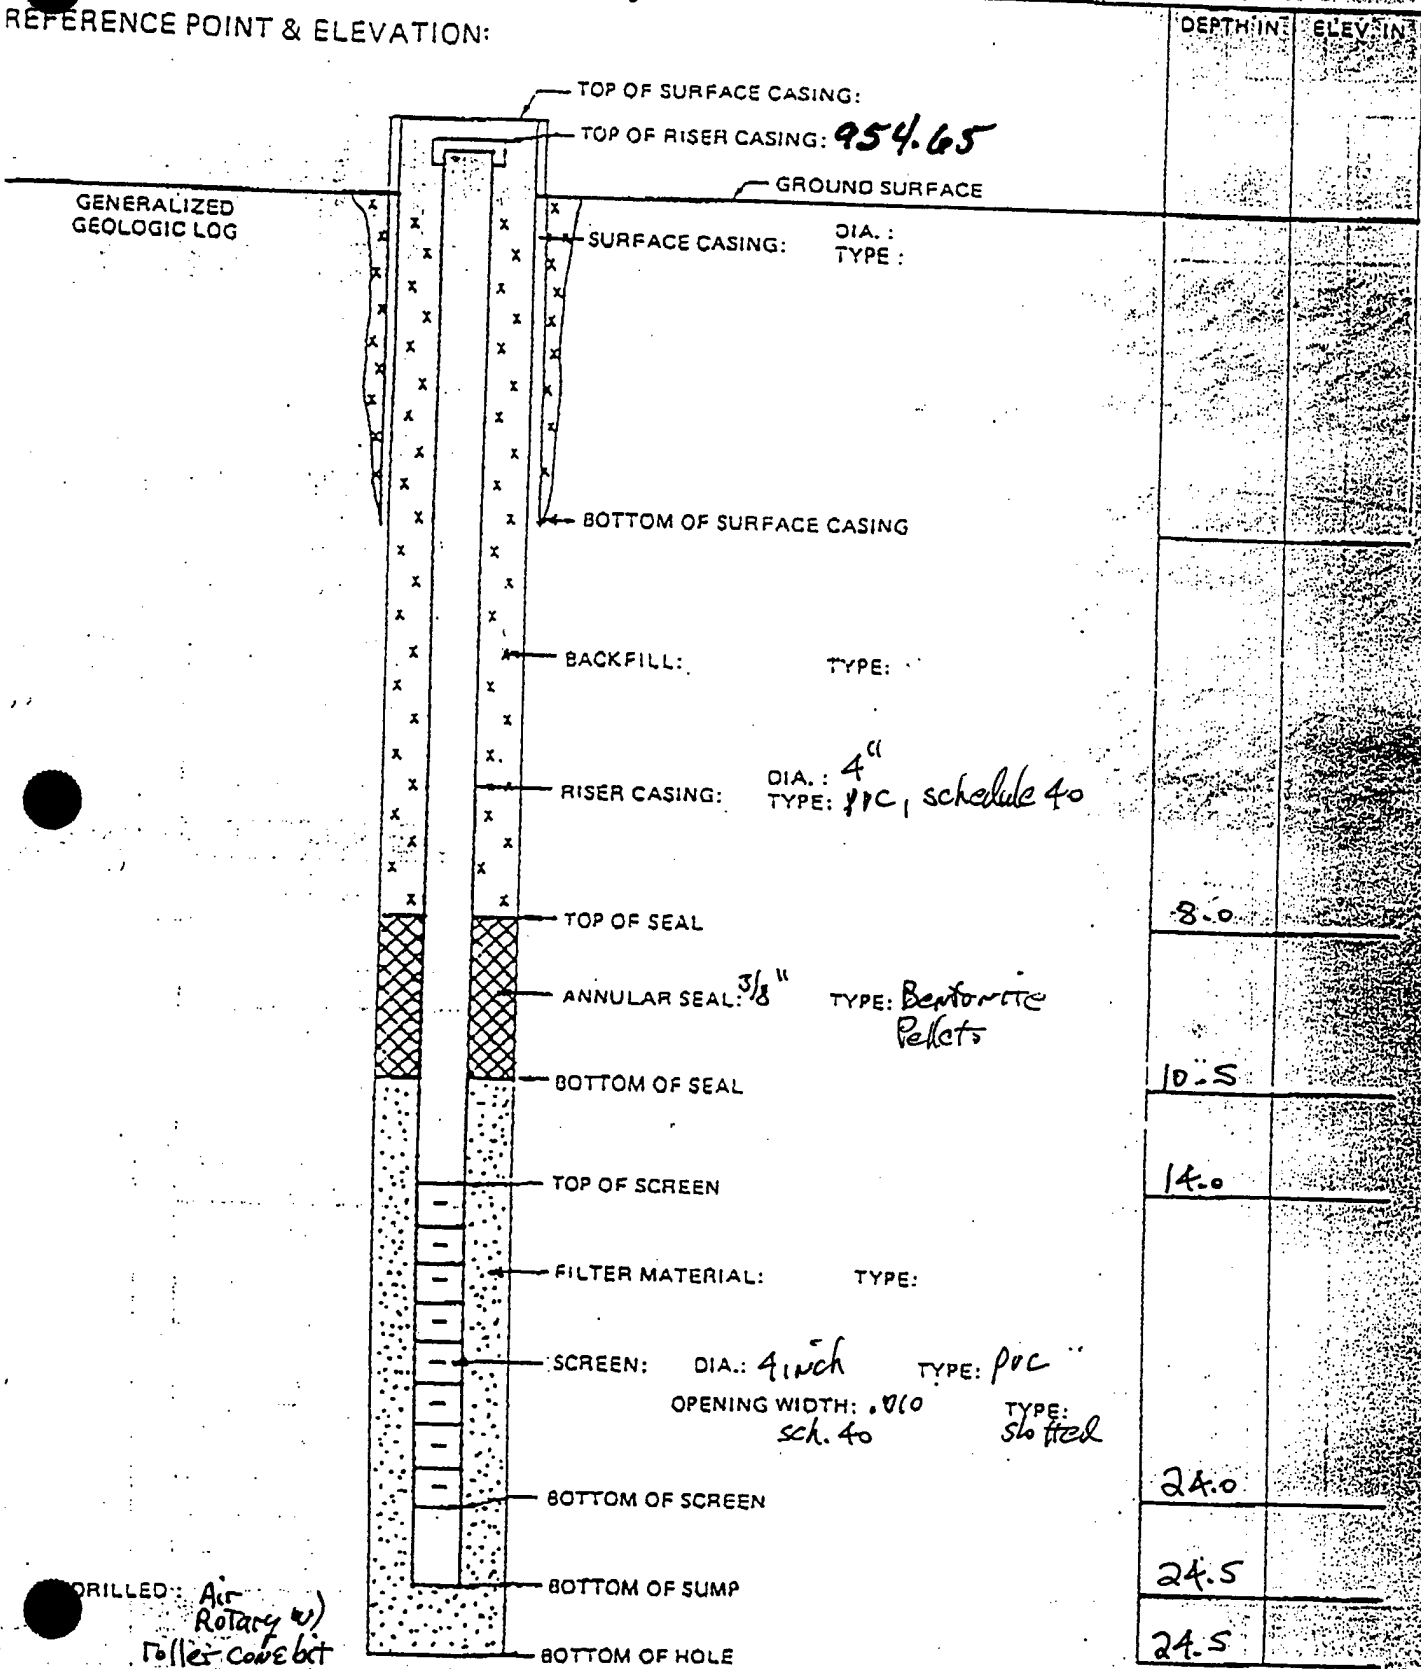 REFERENCE POINT & ELEVATION:
DEPTH IN ELEV. IN
TOP OF SURFACE CASING:
TOP OF RISER CASING: 954.65
GROUND SURFACE
GENERALIZED
GEOLOGIC LOG
SURFACE CASING: DIA. :
TYPE :
BOTTOM OF SURFACE CASING
BACKFILL: TYPE:
RISER CASING: DIA. : 4"
TYPE: PVC, schedule 40
TOP OF SEAL 8.0
ANNULAR SEAL: 3/8" TYPE: Bentonite
Pellets
BOTTOM OF SEAL 10.5
TOP OF SCREEN 14.0
FILTER MATERIAL: TYPE:
SCREEN: DIA.: 4 inch TYPE: PVC
OPENING WIDTH: .010 TYPE:
sch. 40 slotted
BOTTOM OF SCREEN 24.0
BOTTOM OF SUMP 24.5
DRILLED: Air
Rotary w/
roller cone bit
BOTTOM OF HOLE 24.5